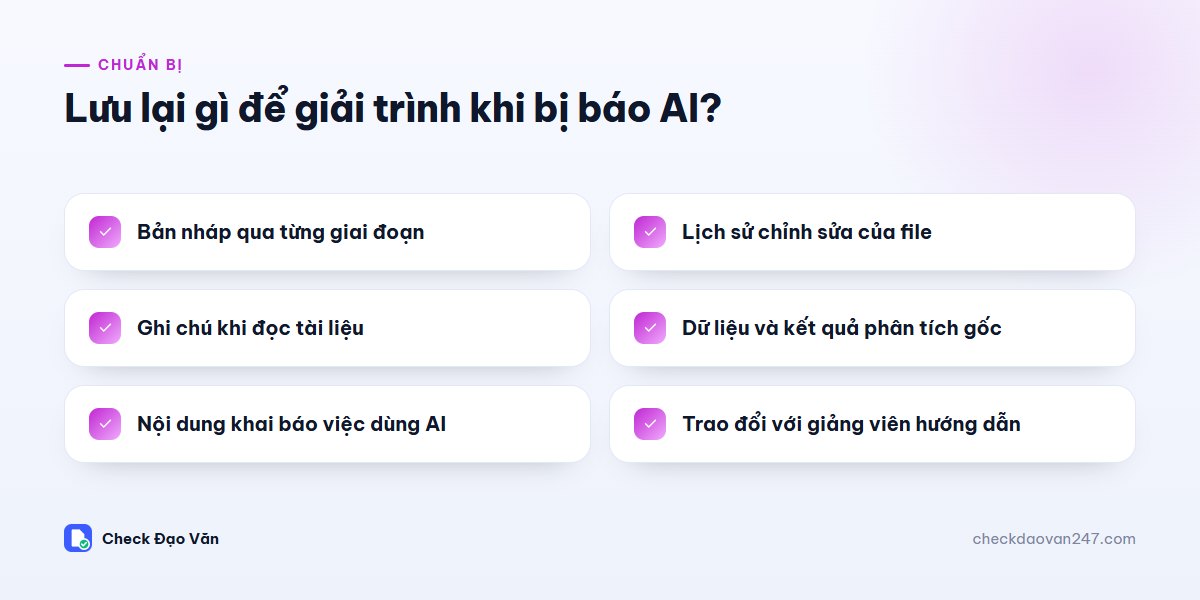 CHUẨN BỊ
Lưu lại gì để giải trình khi bị báo AI?
Bản nháp qua từng giai đoạn
Lịch sử chỉnh sửa của file
Ghi chú khi đọc tài liệu
Dữ liệu và kết quả phân tích gốc
Nội dung khai báo việc dùng AI
Trao đổi với giảng viên hướng dẫn
Check Đạo Văn
checkdaovan247.com